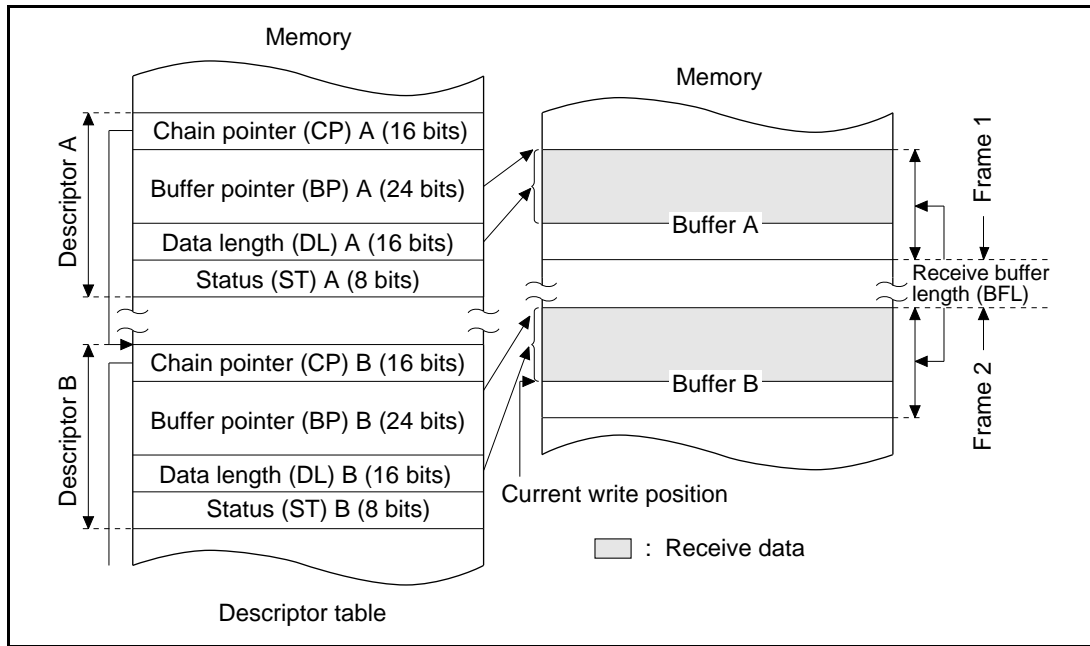 Memory
Descriptor A
Chain pointer (CP) A (16 bits)
Buffer pointer (BP) A (24 bits)
Data length (DL) A (16 bits)
Status (ST) A (8 bits)
Descriptor B
Chain pointer (CP) B (16 bits)
Buffer pointer (BP) B (24 bits)
Data length (DL) B (16 bits)
Status (ST) B (8 bits)
Descriptor table
Memory
Buffer A
Buffer B
Frame 1
Receive buffer
length (BFL)
Frame 2
Current write position
: Receive data